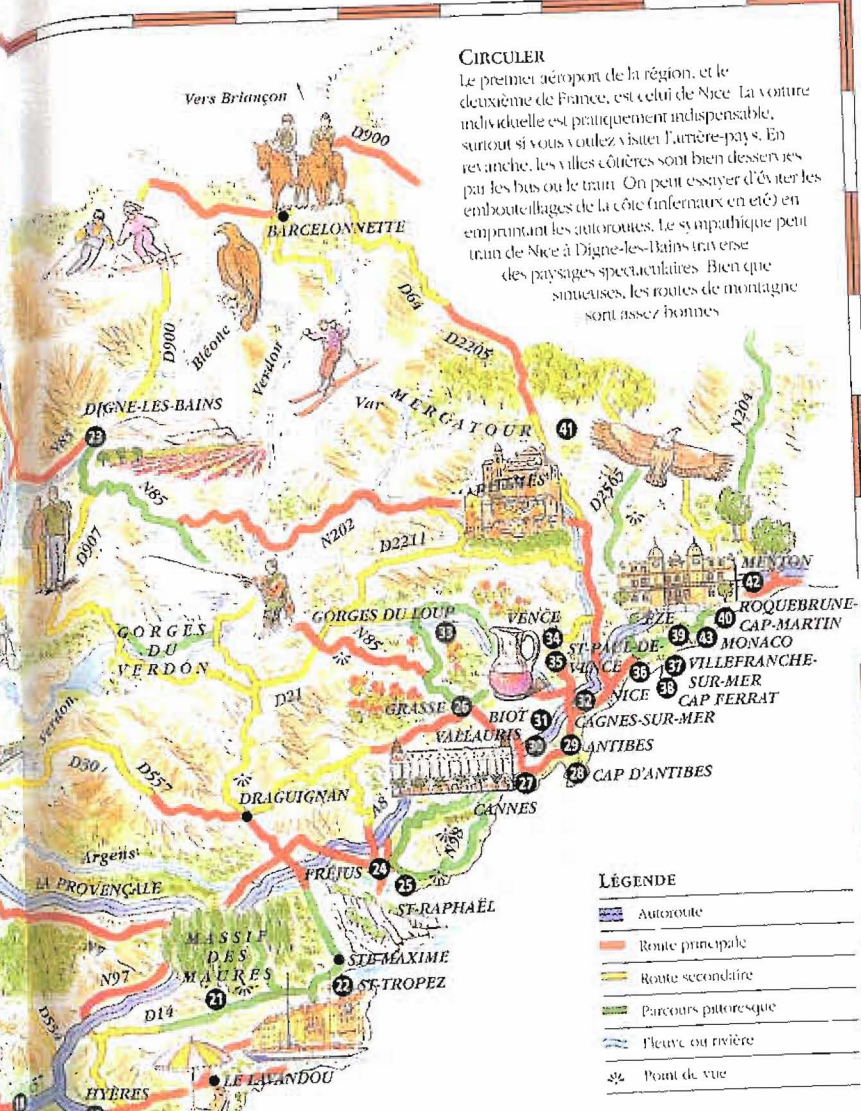 CIRCULER
Le premier aéroport de la région, et le
deuxième de France, est celui de Nice. La voiture
individuelle est pratiquement indispensable,
surtout si vous voulez visiter l'arrière-pays. En
revanche, les villes côtières sont bien desservies
par les bus ou le train. On peut essayer d'éviter les
embouteillages de la côte (infernaux en été) en
empruntant les autoroutes. Le sympathique petit
train de Nice à Digne-les-Bains traverse
des paysages spectaculaires. Bien que
sinueuses, les routes de montagne
sont assez bonnes
Vers Briançon
D900
BARCELONNETTE
D64
D900
Bléone
Verdon
D2205
Var
MERCATOUR
41
N204
DIGNE-LES-BAINS
23
N85
N85
D907
N202
D2211
D2565
MENTON
42
ROQUEBRUNE-
CAP-MARTIN
40
GORGES DU LOUP
33
VENCE
34
ÈZE
39
43
MONACO
GORGES
DU
VERDON
N85
ST-PAUL-DE-
VENCE
35
36
NICE
37
VILLEFRANCHE-
SUR-MER
38
CAP FERRAT
Verdon
D21
GRASSE
26
BIOT
31
32
CAGNES-SUR-MER
VALLAURIS
30
29
ANTIBES
28
CAP D'ANTIBES
27
CANNES
D557
DRAGUIGNAN
A8
N98
Argens
LA PROVENÇALE
FRÉJUS
24
25
ST-RAPHAËL
MASSIF
DES
MAURES
21
STE-MAXIME
22
ST-TROPEZ
N97
D14
HYÈRES
LE LAVANDOU
LÉGENDE
Autoroute
Route principale
Route secondaire
Parcours pittoresque
Fleuve ou rivière
Point de vue